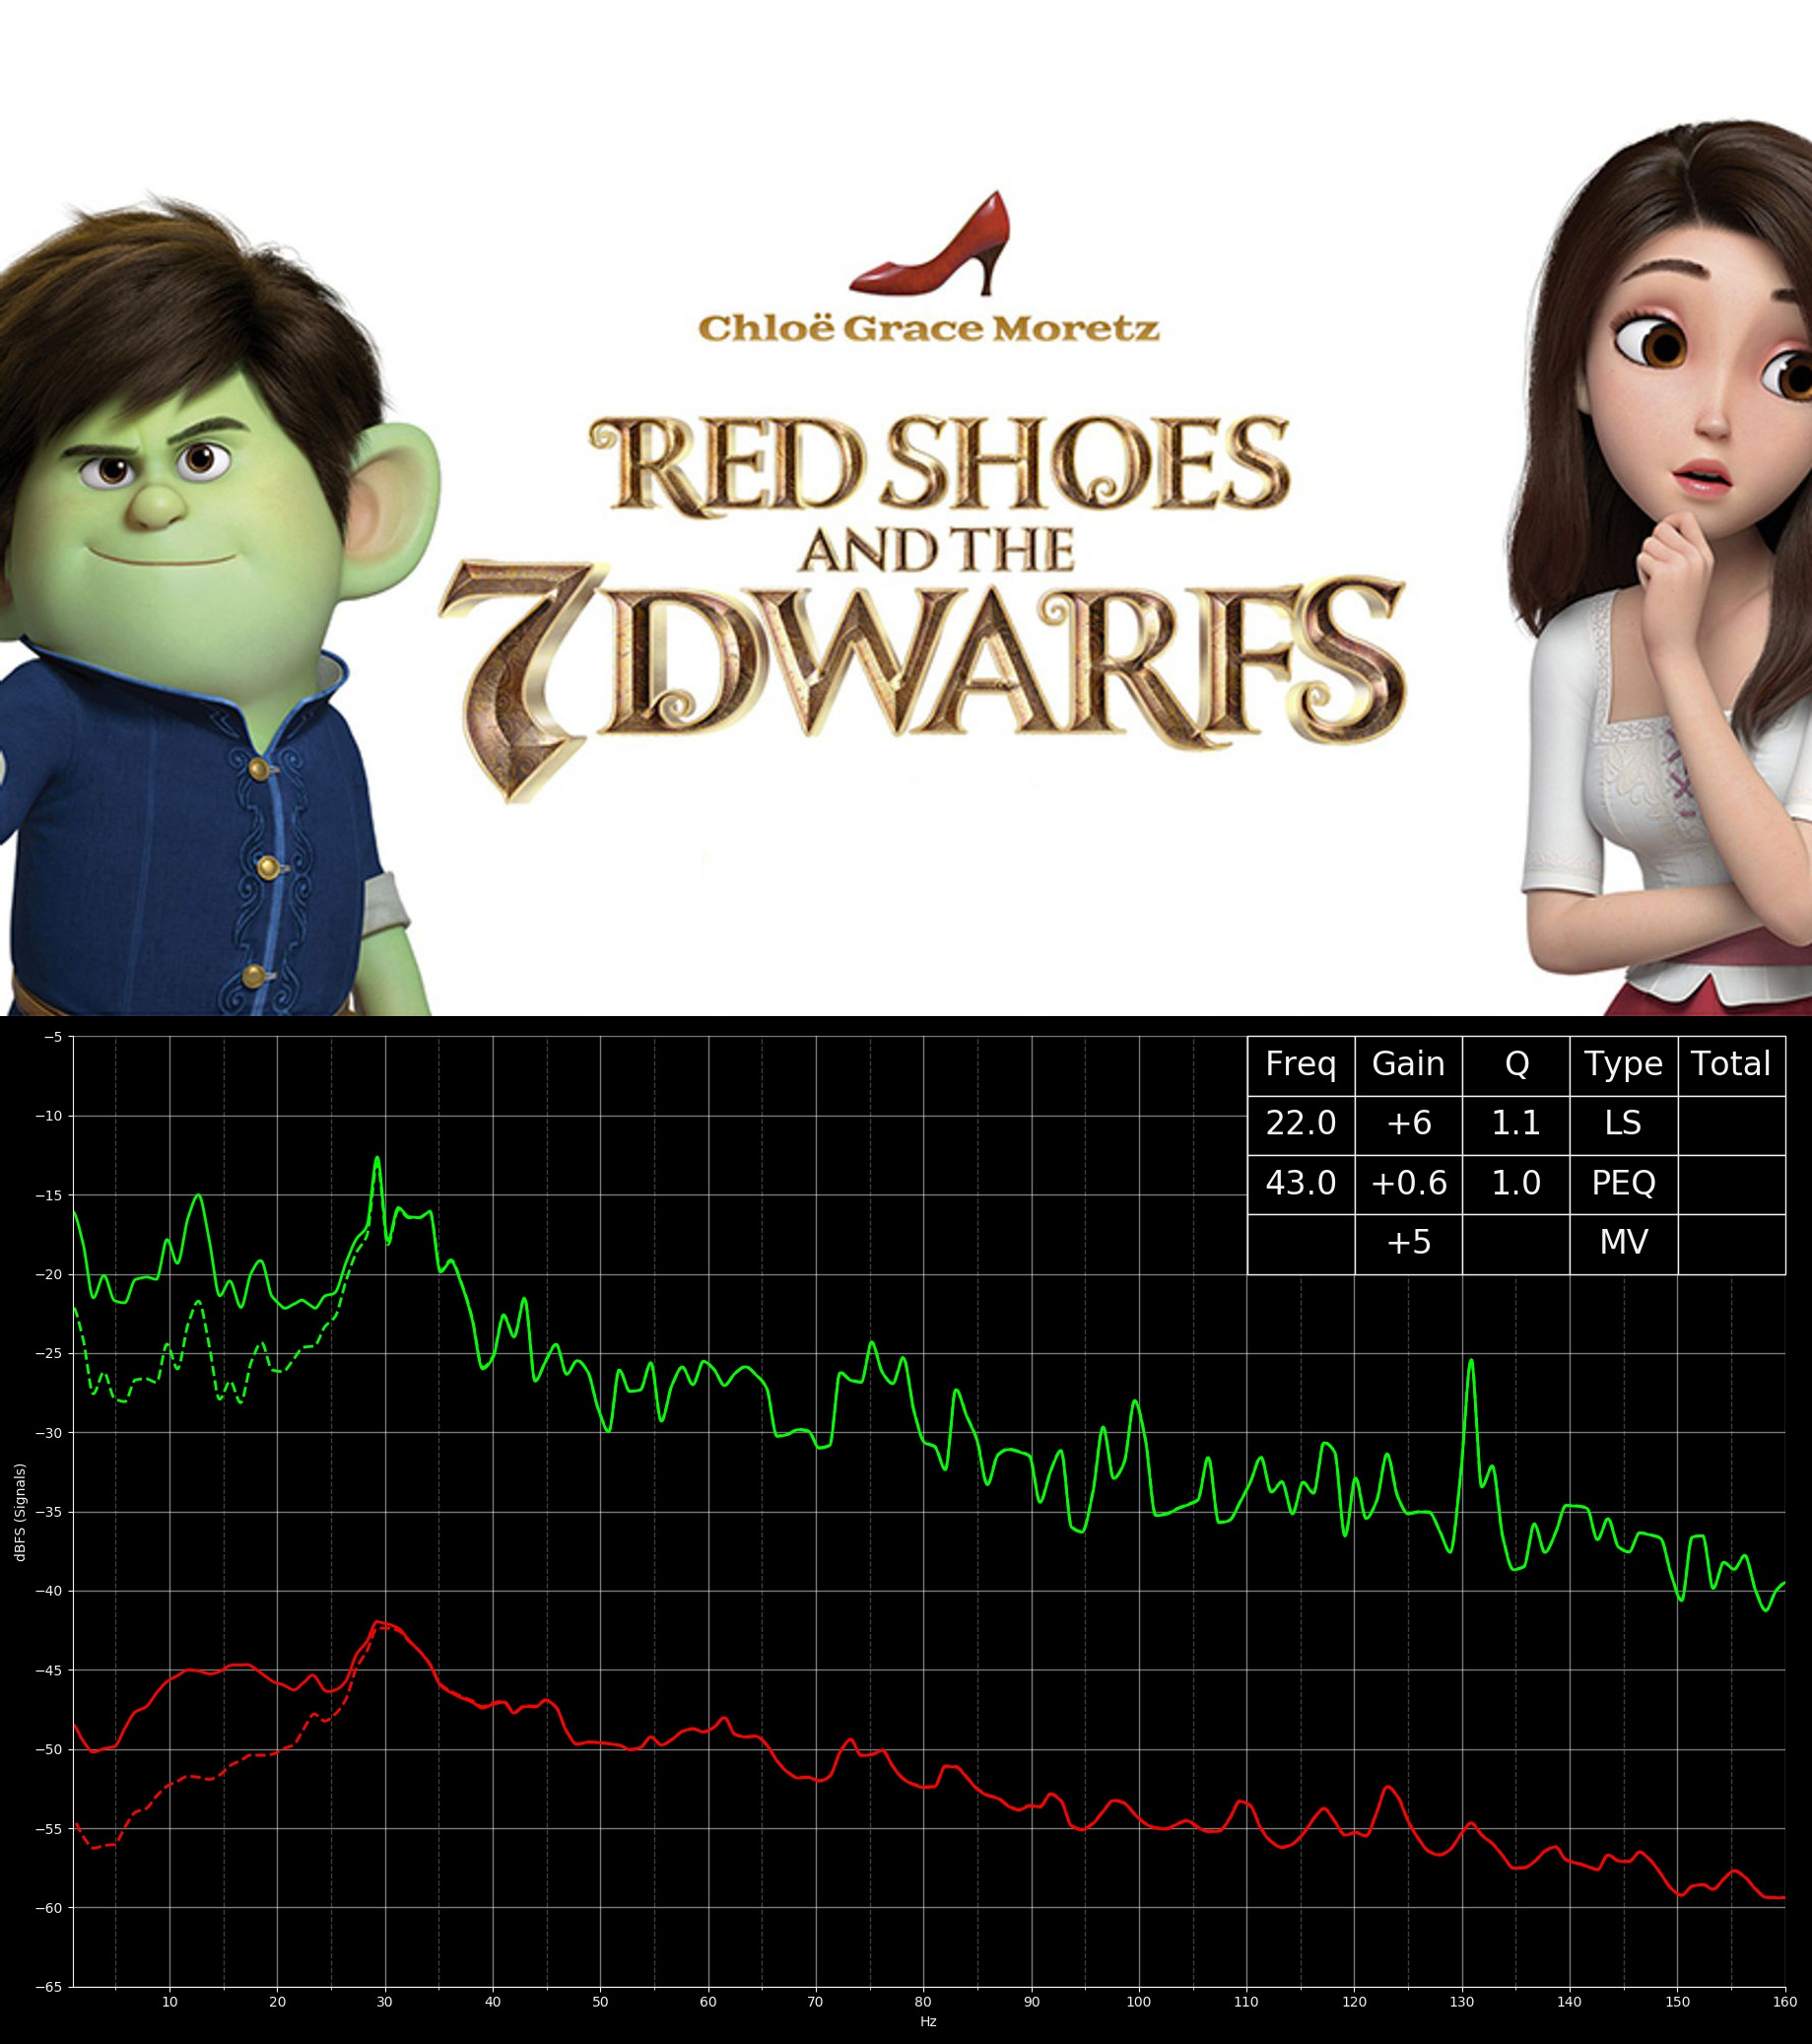 Chloë Grace Moretz
RED SHOES
AND THE
7 DWARFS
Freq Gain Q Type Total
22.0 +6 1.1 LS
43.0 +0.6 1.0 PEQ
+5 MV
−5
−10
−15
−20
−25
−30
−35
−40
−45
−50
−55
−60
−65
dBFS (Signals)
10 20 30 40 50 60 70 80 90 100 110 120 130 140 150 160
Hz